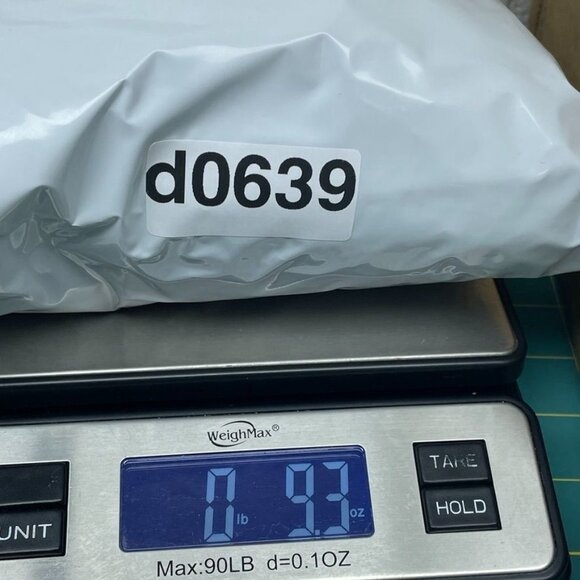 d0639
WeighMax®
0 lb 9.3 oz
TARE
UNIT
HOLD
Max:90LB d=0.1OZ